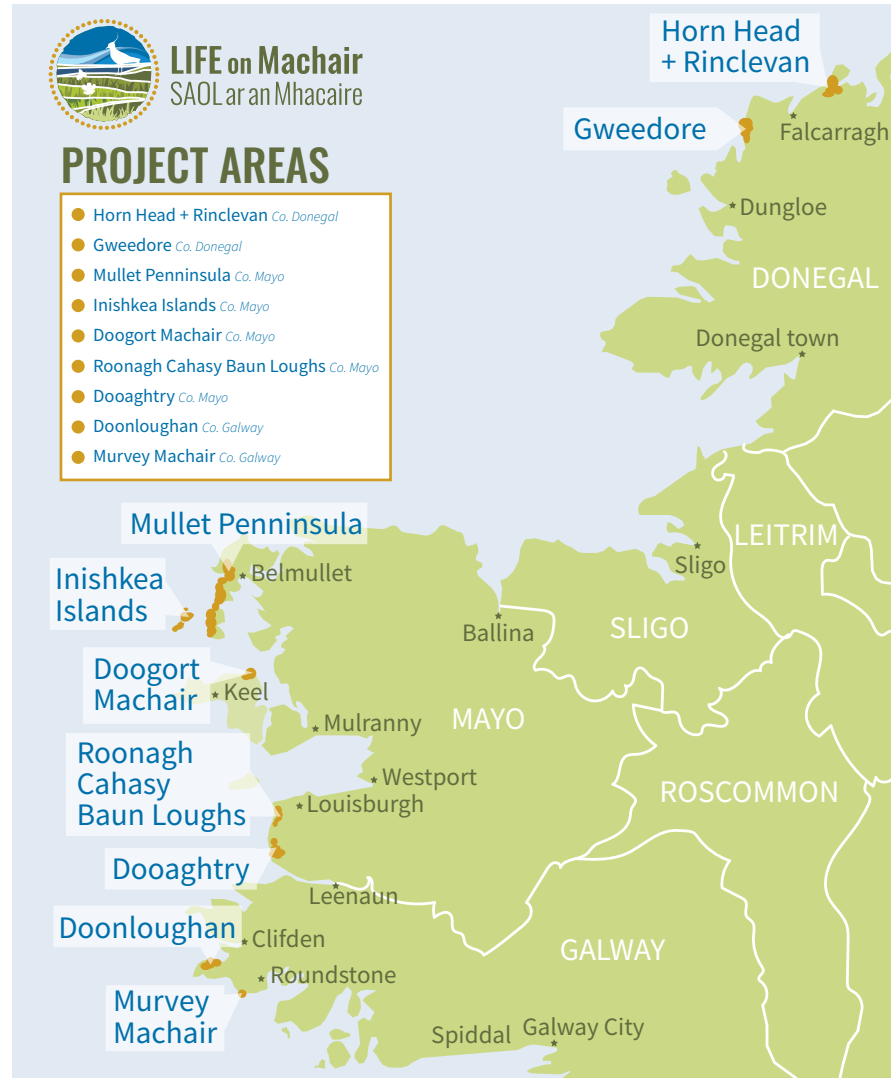 LIFE on Machair
SAOL ar an Mhacaire
PROJECT AREAS
Horn Head + Rinclevan Co. Donegal
Gweedore Co. Donegal
Mullet Penninsula Co. Mayo
Inishkea Islands Co. Mayo
Doogort Machair Co. Mayo
Roonagh Cahasy Baun Loughs Co. Mayo
Dooaghtry Co. Mayo
Doonloughan Co. Galway
Murvey Machair Co. Galway
Horn Head
+ Rinclevan
Gweedore
Falcarragh
Dungloe
DONEGAL
Donegal town
Mullet Penninsula
LEITRIM
Sligo
Belmullet
Inishkea
Islands
Ballina
SLIGO
Doogort
Machair
Keel
MAYO
Mulranny
Roonagh
Cahasy
Baun Loughs
Westport
Louisburgh
ROSCOMMON
Dooaghtry
Leenaun
Doonloughan
Clifden
GALWAY
Roundstone
Murvey
Machair
Spiddal
Galway City